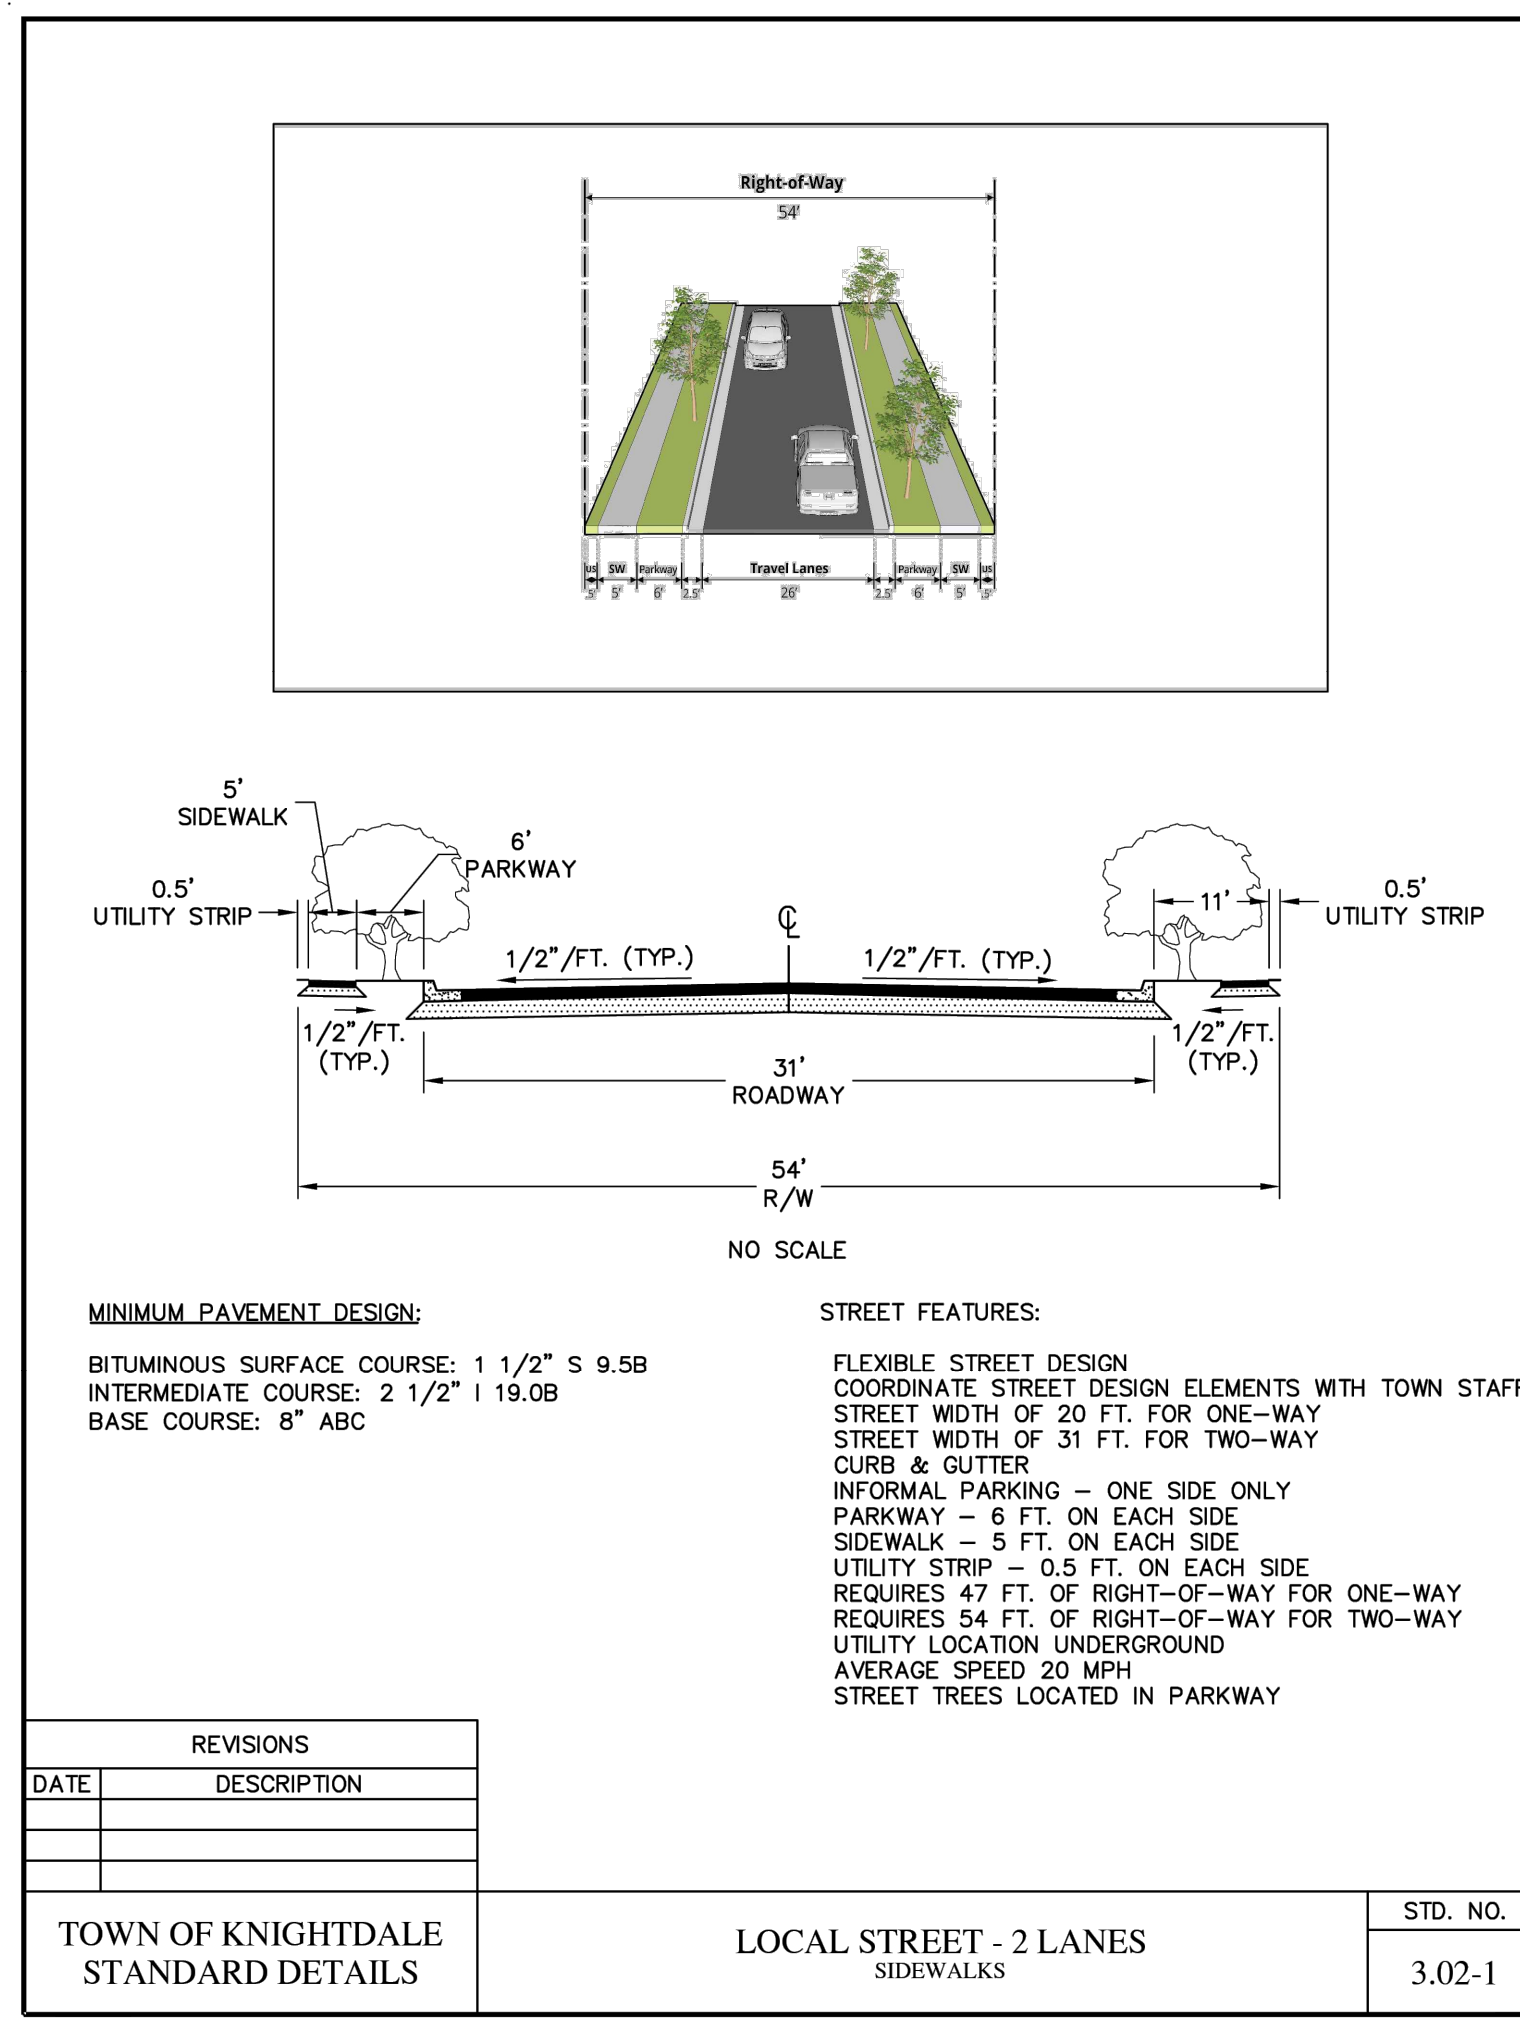 Right-of-Way
54'
US SW Parkway Travel Lanes Parkway SW US
.5' 5' 6' 2.5' 26' 2.5' 6' 5' .5'
5'
SIDEWALK
6'
PARKWAY
0.5'
UTILITY STRIP
11'
0.5'
UTILITY STRIP
℄
1/2"/FT. (TYP.)
1/2"/FT. (TYP.)
1/2"/FT.
(TYP.)
1/2"/FT.
(TYP.)
31'
ROADWAY
54'
R/W
NO SCALE
MINIMUM PAVEMENT DESIGN:
BITUMINOUS SURFACE COURSE: 1 1/2" S 9.5B
INTERMEDIATE COURSE: 2 1/2" I 19.0B
BASE COURSE: 8" ABC
STREET FEATURES:
FLEXIBLE STREET DESIGN
COORDINATE STREET DESIGN ELEMENTS WITH TOWN STAFF
STREET WIDTH OF 20 FT. FOR ONE-WAY
STREET WIDTH OF 31 FT. FOR TWO-WAY
CURB & GUTTER
INFORMAL PARKING - ONE SIDE ONLY
PARKWAY - 6 FT. ON EACH SIDE
SIDEWALK - 5 FT. ON EACH SIDE
UTILITY STRIP - 0.5 FT. ON EACH SIDE
REQUIRES 47 FT. OF RIGHT-OF-WAY FOR ONE-WAY
REQUIRES 54 FT. OF RIGHT-OF-WAY FOR TWO-WAY
UTILITY LOCATION UNDERGROUND
AVERAGE SPEED 20 MPH
STREET TREES LOCATED IN PARKWAY
REVISIONS
DATE DESCRIPTION
TOWN OF KNIGHTDALE
STANDARD DETAILS
LOCAL STREET - 2 LANES
SIDEWALKS
STD. NO.
3.02-1